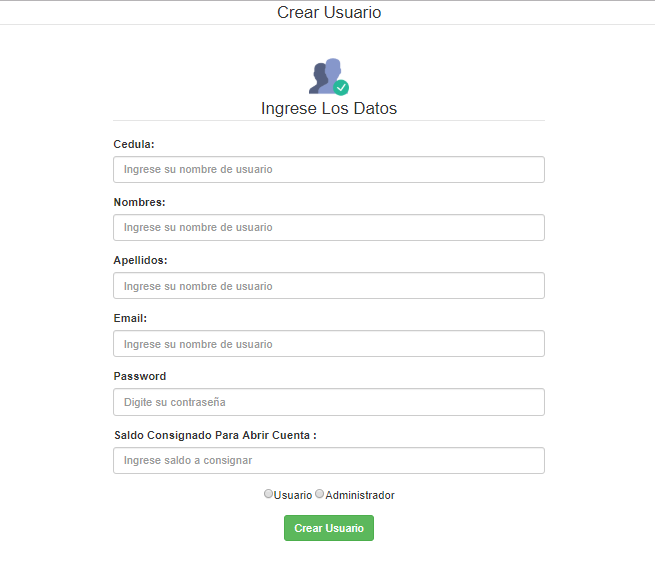 Crear Usuario
Ingrese Los Datos
Cedula:
Ingrese su nombre de usuario
Nombres:
Ingrese su nombre de usuario
Apellidos:
Ingrese su nombre de usuario
Email:
Ingrese su nombre de usuario
Password
Digite su contraseña
Saldo Consignado Para Abrir Cuenta :
Ingrese saldo a consignar
Usuario Administrador
Crear Usuario